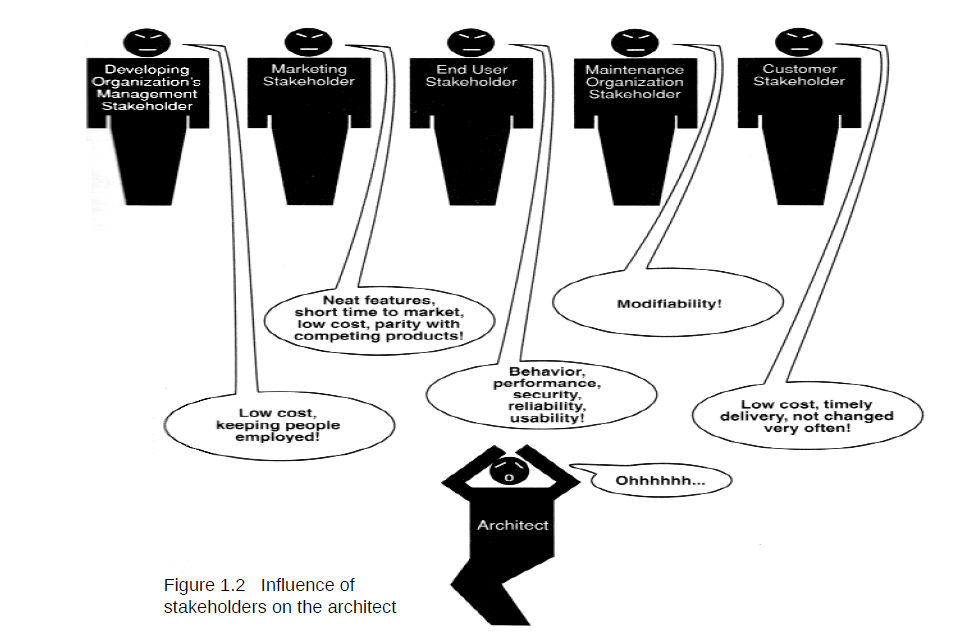 Developing
Organization's
Management
Stakeholder
Marketing
Stakeholder
End User
Stakeholder
Maintenance
Organization
Stakeholder
Customer
Stakeholder
Neat features,
short time to market,
low cost, parity with
competing products!
Modifiability!
Behavior,
performance,
security,
reliability,
usability!
Low cost,
keeping people
employed!
Low cost, timely
delivery, not changed
very often!
Ohhhhhh...
Architect
Figure 1.2 Influence of
stakeholders on the architect